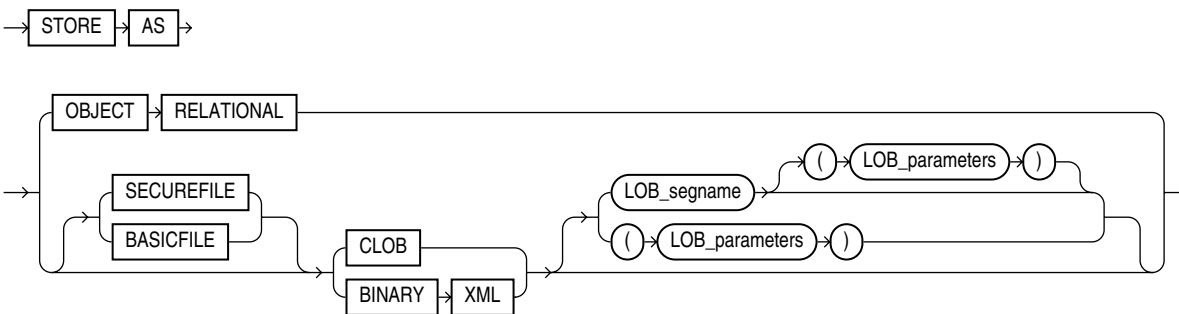 STORE AS
OBJECT RELATIONAL
( LOB_parameters )
SECUREFILE
LOB_segname
BASICFILE
CLOB
( LOB_parameters )
BINARY XML